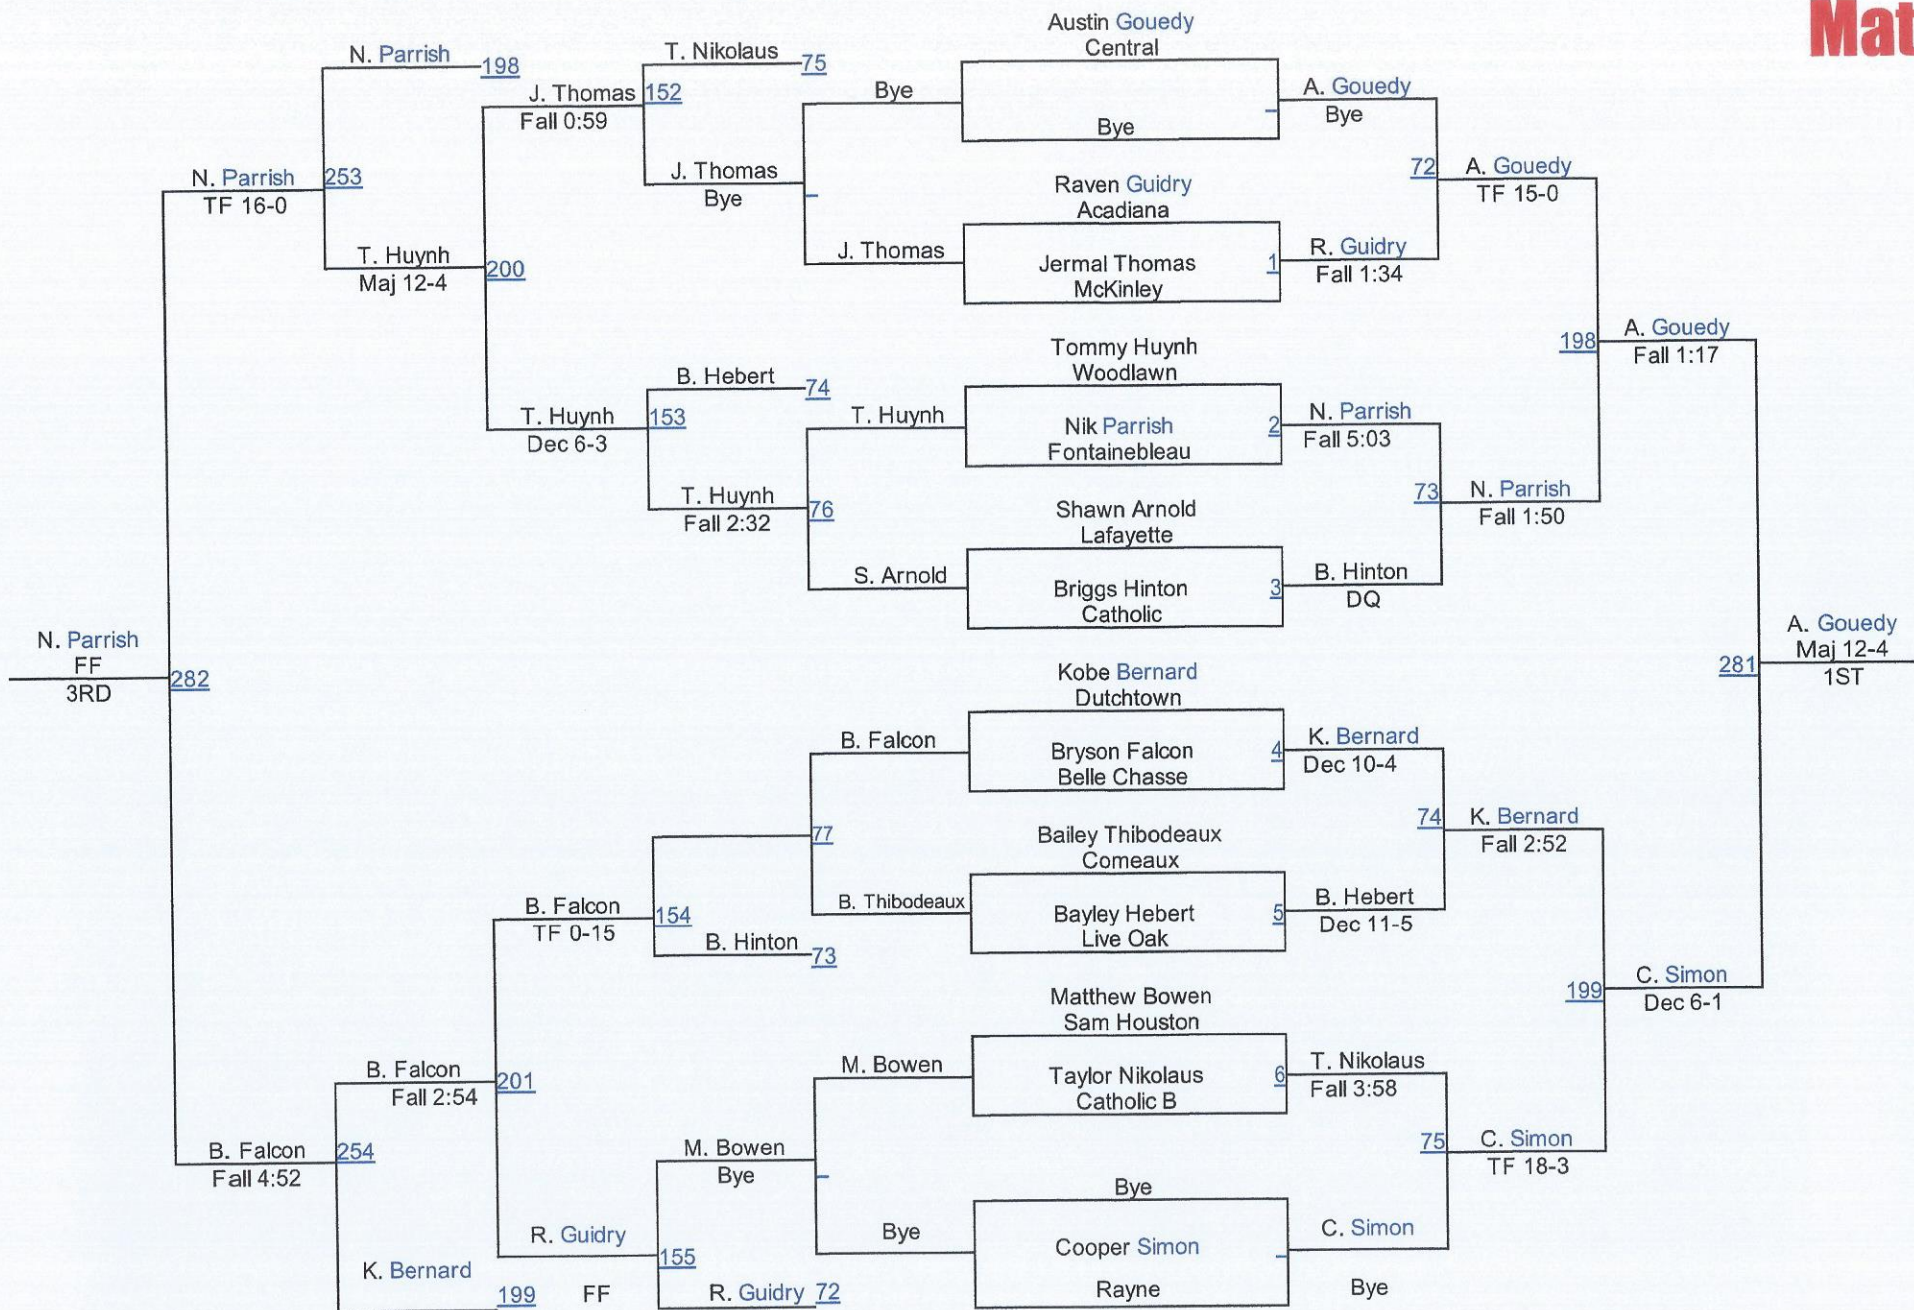 Mat
Austin Gouedy
Central
Bye
Raven Guidry
Acadiana
Jermal Thomas
McKinley
1
Tommy Huynh
Woodlawn
Nik Parrish
Fontainebleau
2
Shawn Arnold
Lafayette
Briggs Hinton
Catholic
3
Kobe Bernard
Dutchtown
Bryson Falcon
Belle Chasse
4
Bailey Thibodeaux
Comeaux
Bayley Hebert
Live Oak
5
Matthew Bowen
Sam Houston
Taylor Nikolaus
Catholic B
6
Bye
Cooper Simon
Rayne
A. Gouedy
Bye
R. Guidry
Fall 1:34
N. Parrish
Fall 5:03
B. Hinton
DQ
K. Bernard
Dec 10-4
B. Hebert
Dec 11-5
T. Nikolaus
Fall 3:58
C. Simon
Bye
72
A. Gouedy
TF 15-0
73
N. Parrish
Fall 1:50
74
K. Bernard
Fall 2:52
75
C. Simon
TF 18-3
198
A. Gouedy
Fall 1:17
199
C. Simon
Dec 6-1
281
A. Gouedy
Maj 12-4
1ST
Bye
J. Thomas
T. Huynh
S. Arnold
B. Falcon
B. Thibodeaux
M. Bowen
Bye
T. Nikolaus
75
J. Thomas
Bye
B. Hebert
74
T. Huynh
Fall 2:32
76
77
B. Hinton
73
M. Bowen
Bye
R. Guidry
72
J. Thomas
152
Fall 0:59
T. Huynh
153
Dec 6-3
B. Falcon
154
TF 0-15
R. Guidry
155
FF
N. Parrish
198
T. Huynh
200
Maj 12-4
B. Falcon
201
Fall 2:54
K. Bernard
199
N. Parrish
253
TF 16-0
B. Falcon
254
Fall 4:52
N. Parrish
FF
3RD
282